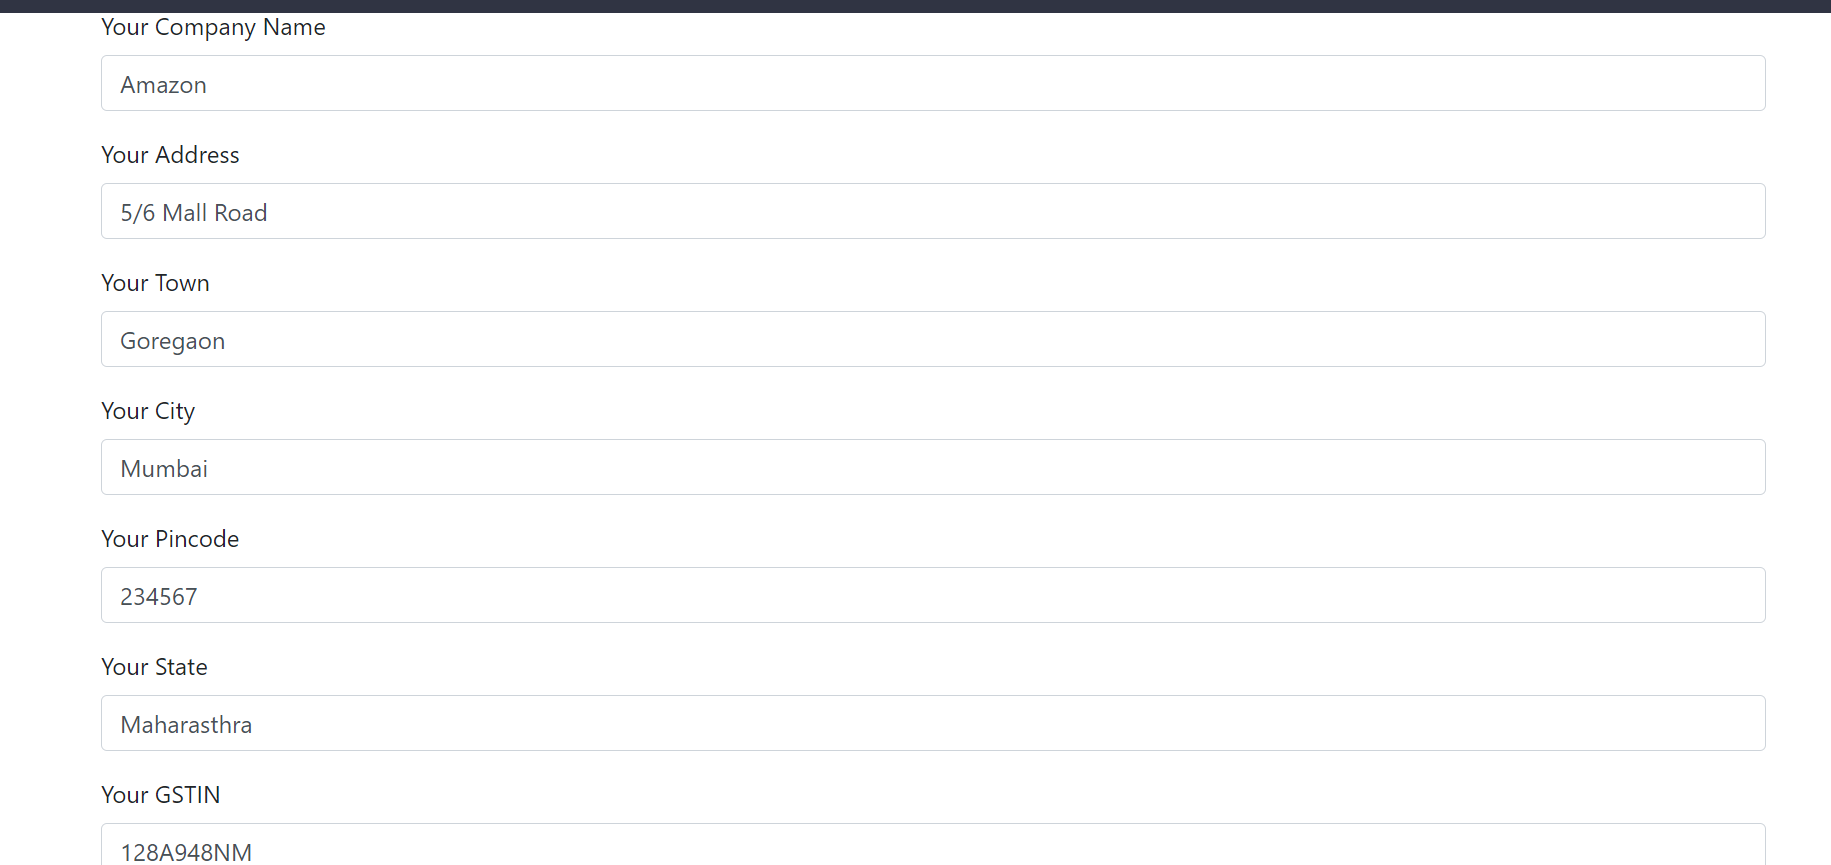 Your Company Name
Amazon
Your Address
5/6 Mall Road
Your Town
Goregaon
Your City
Mumbai
Your Pincode
234567
Your State
Maharasthra
Your GSTIN
128A948NM